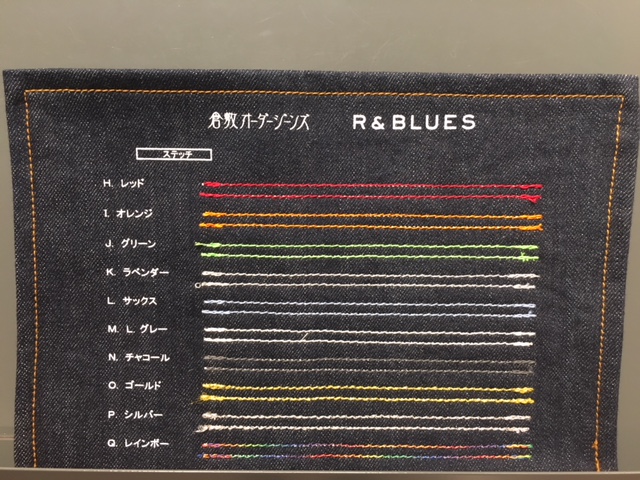 倉敷オーダージーンズ R & BLUES
ステッチ
H. レッド
I. オレンジ
J. グリーン
K. ラベンダー
L. サックス
M. L. グレー
N. チャコール
O. ゴールド
P. シルバー
Q. レインボー